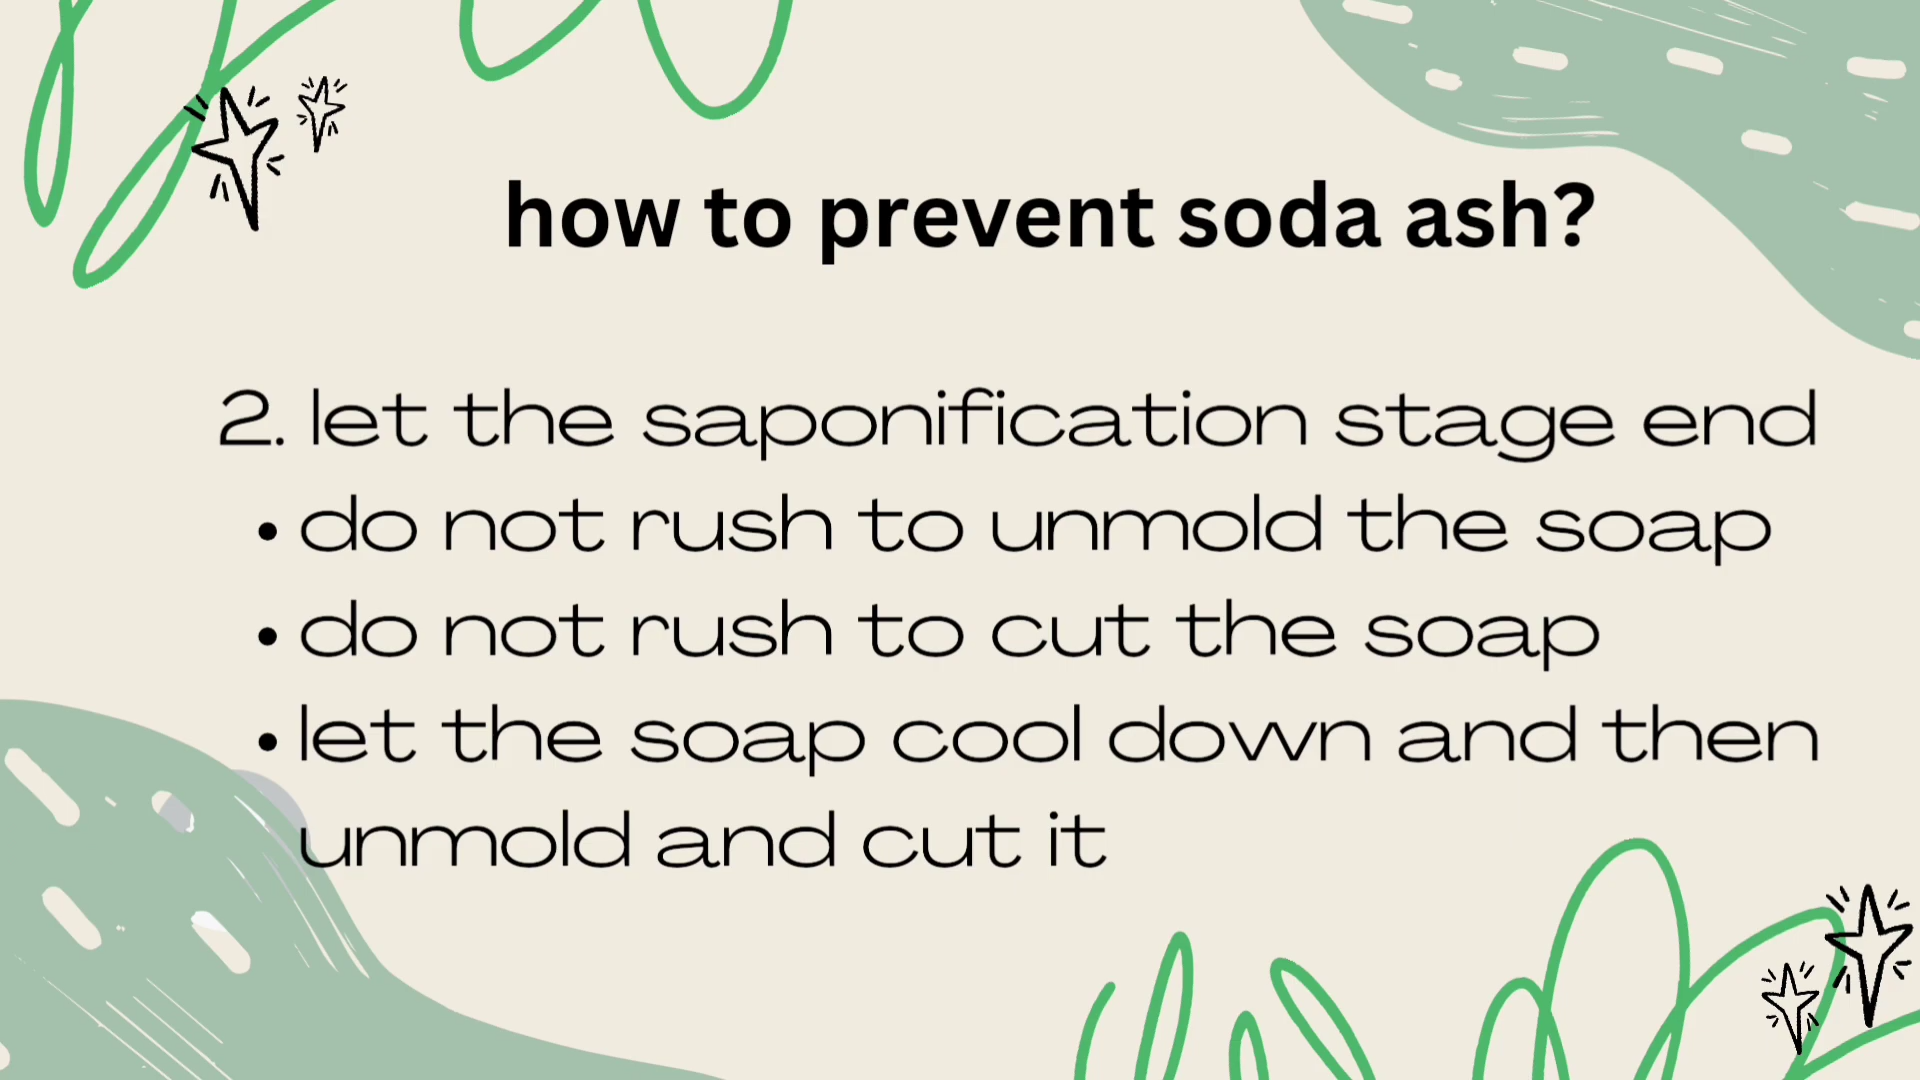 how to prevent soda ash?
2. let the saponification stage end
• do not rush to unmold the soap
• do not rush to cut the soap
• let the soap cool down and then
unmold and cut it